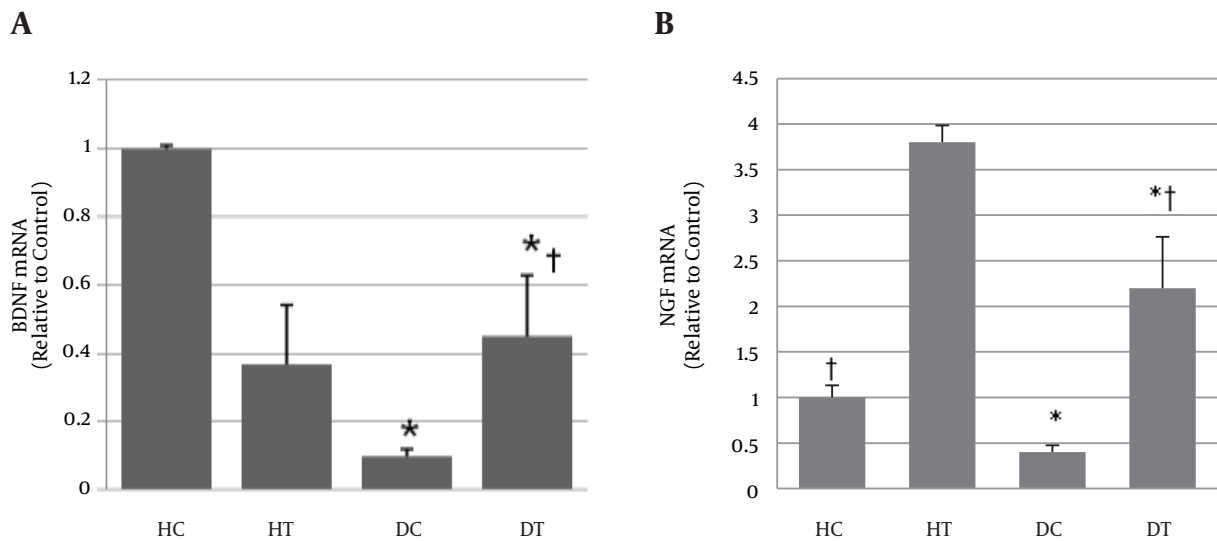 A
BDNF mRNA
(Relative to Control)
1.2
1
0.8
0.6
0.4
0.2
0
*
*
†
HC
HT
DC
DT
B
NGF mRNA
(Relative to Control)
4.5
4
3.5
3
2.5
2
1.5
1
0.5
0
†
*
*†
HC
HT
DC
DT